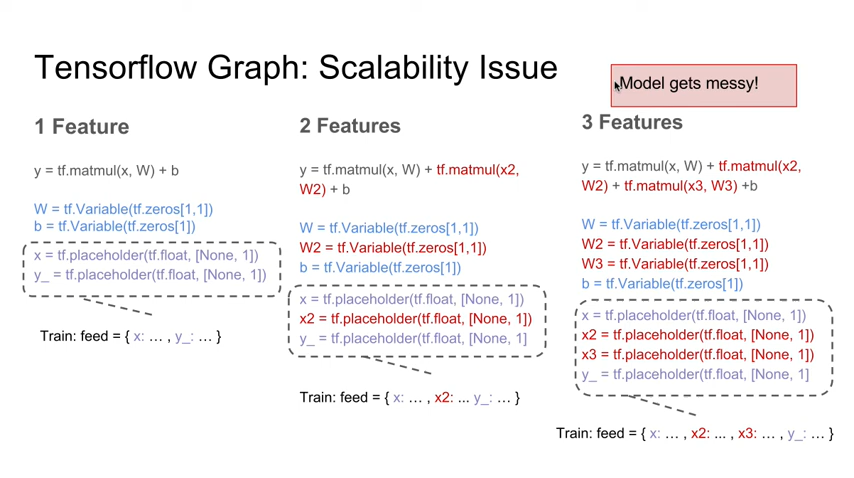 Tensorflow Graph: Scalability Issue
Model gets messy!
1 Feature
y = tf.matmul(x, W) + b
W = tf.Variable(tf.zeros[1,1])
b = tf.Variable(tf.zeros[1])
x = tf.placeholder(tf.float, [None, 1])
y_ = tf.placeholder(tf.float, [None, 1])
Train: feed = { x: … , y_: … }
2 Features
y = tf.matmul(x, W) + tf.matmul(x2,
W2) + b
W = tf.Variable(tf.zeros[1,1])
W2 = tf.Variable(tf.zeros[1,1])
b = tf.Variable(tf.zeros[1])
x = tf.placeholder(tf.float, [None, 1])
x2 = tf.placeholder(tf.float, [None, 1])
y_ = tf.placeholder(tf.float, [None, 1]
Train: feed = { x: … , x2: ... y_: … }
3 Features
y = tf.matmul(x, W) + tf.matmul(x2,
W2) + tf.matmul(x3, W3) +b
W = tf.Variable(tf.zeros[1,1])
W2 = tf.Variable(tf.zeros[1,1])
W3 = tf.Variable(tf.zeros[1,1])
b = tf.Variable(tf.zeros[1])
x = tf.placeholder(tf.float, [None, 1])
x2 = tf.placeholder(tf.float, [None, 1])
x3 = tf.placeholder(tf.float, [None, 1])
y_ = tf.placeholder(tf.float, [None, 1]
Train: feed = { x: … , x2: ... , x3: … , y_: … }